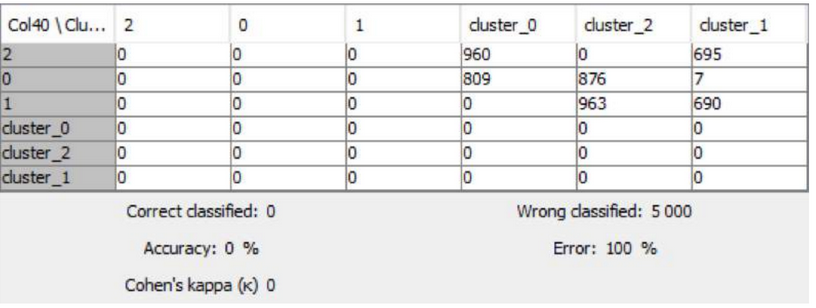 Col40 \ Clu... 2 0 1 cluster_0 cluster_2 cluster_1
2 0 0 0 960 0 695
0 0 0 0 809 876 7
1 0 0 0 0 963 690
cluster_0 0 0 0 0 0 0
cluster_2 0 0 0 0 0 0
cluster_1 0 0 0 0 0 0
Correct classified: 0 Wrong classified: 5 000
Accuracy: 0 % Error: 100 %
Cohen's kappa (κ) 0